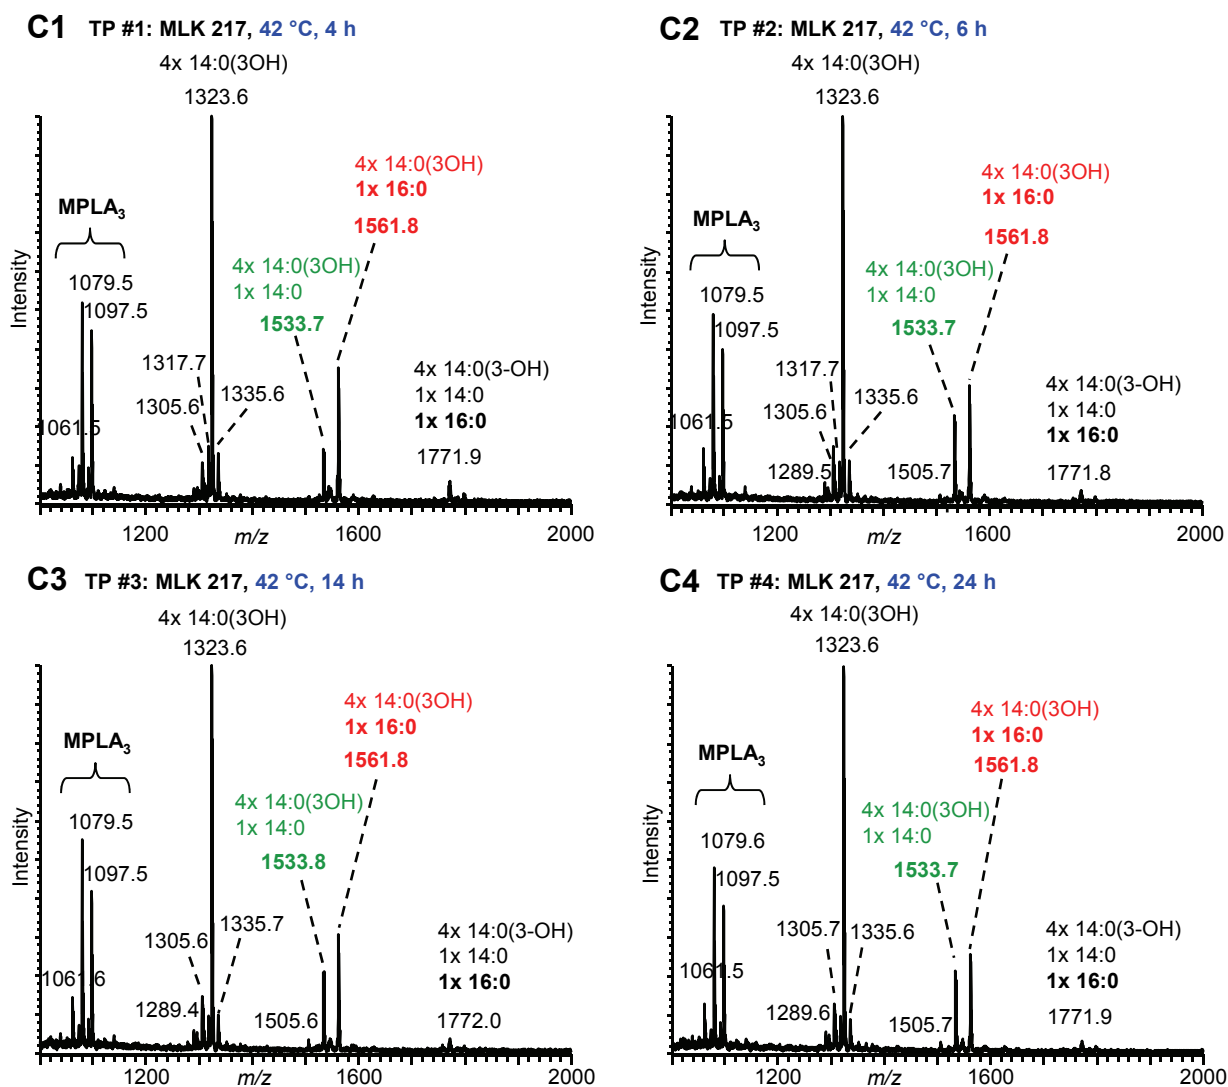 C1 TP #1: MLK 217, 42 °C, 4 h
4x 14:0(3OH)
1323.6
4x 14:0(3OH)
1x 16:0
1561.8
MPLA3
4x 14:0(3OH)
1x 14:0
1533.7
1079.5
1097.5
1317.7
1305.6
1335.6
4x 14:0(3-OH)
1x 14:0
1x 16:0
1061.5
1771.9
Intensity
1200
m/z
1600
2000
C2 TP #2: MLK 217, 42 °C, 6 h
4x 14:0(3OH)
1323.6
4x 14:0(3OH)
1x 16:0
1561.8
MPLA3
4x 14:0(3OH)
1x 14:0
1533.7
1079.5
1097.5
1317.7
1305.6
1335.6
4x 14:0(3-OH)
1x 14:0
1x 16:0
1061.5
1289.5
1505.7
1771.8
Intensity
1200
m/z
1600
2000
C3 TP #3: MLK 217, 42 °C, 14 h
4x 14:0(3OH)
1323.6
4x 14:0(3OH)
1x 16:0
1561.8
MPLA3
4x 14:0(3OH)
1x 14:0
1533.8
1079.5
1097.5
1305.6
1335.7
4x 14:0(3-OH)
1x 14:0
1x 16:0
1061.6
1289.4
1505.6
1772.0
Intensity
1200
m/z
1600
2000
C4 TP #4: MLK 217, 42 °C, 24 h
4x 14:0(3OH)
1323.6
4x 14:0(3OH)
1x 16:0
1561.8
MPLA3
4x 14:0(3OH)
1x 14:0
1533.7
1079.6
1097.5
1305.7
1335.6
4x 14:0(3-OH)
1x 14:0
1x 16:0
1061.5
1289.6
1505.7
1771.9
Intensity
1200
m/z
1600
2000